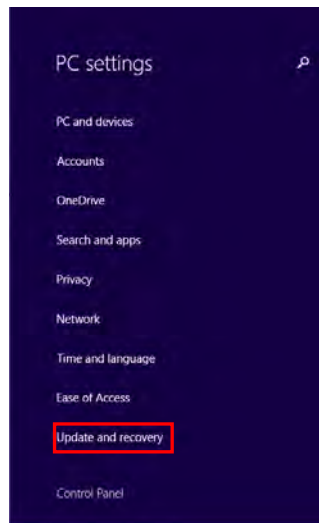 PC settings
PC and devices
Accounts
OneDrive
Search and apps
Privacy
Network
Time and language
Ease of Access
Update and recovery
Control Panel